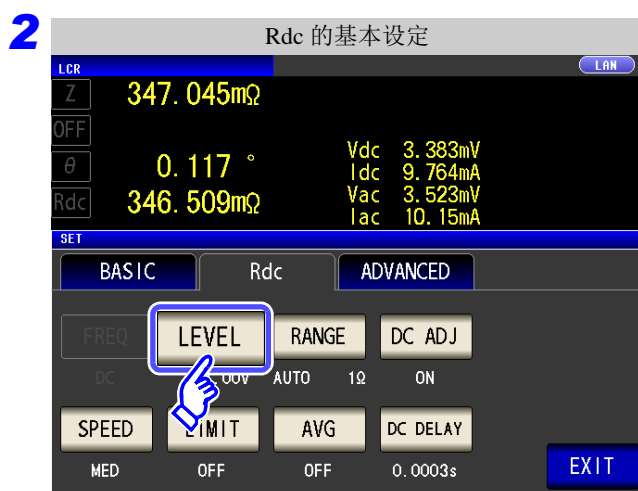 2
Rdc 的基本设定
LCR LAN
Z 347.045mΩ
OFF
θ 0.117 ° Vdc 3.383mV
Idc 9.764mA
Rdc 346.509mΩ Vac 3.523mV
Iac 10.15mA
SET
BASIC Rdc ADVANCED
FREQ LEVEL RANGE DC ADJ
DC 00V AUTO 1Ω ON
SPEED LIMIT AVG DC DELAY
MED OFF OFF 0.0003s
EXIT